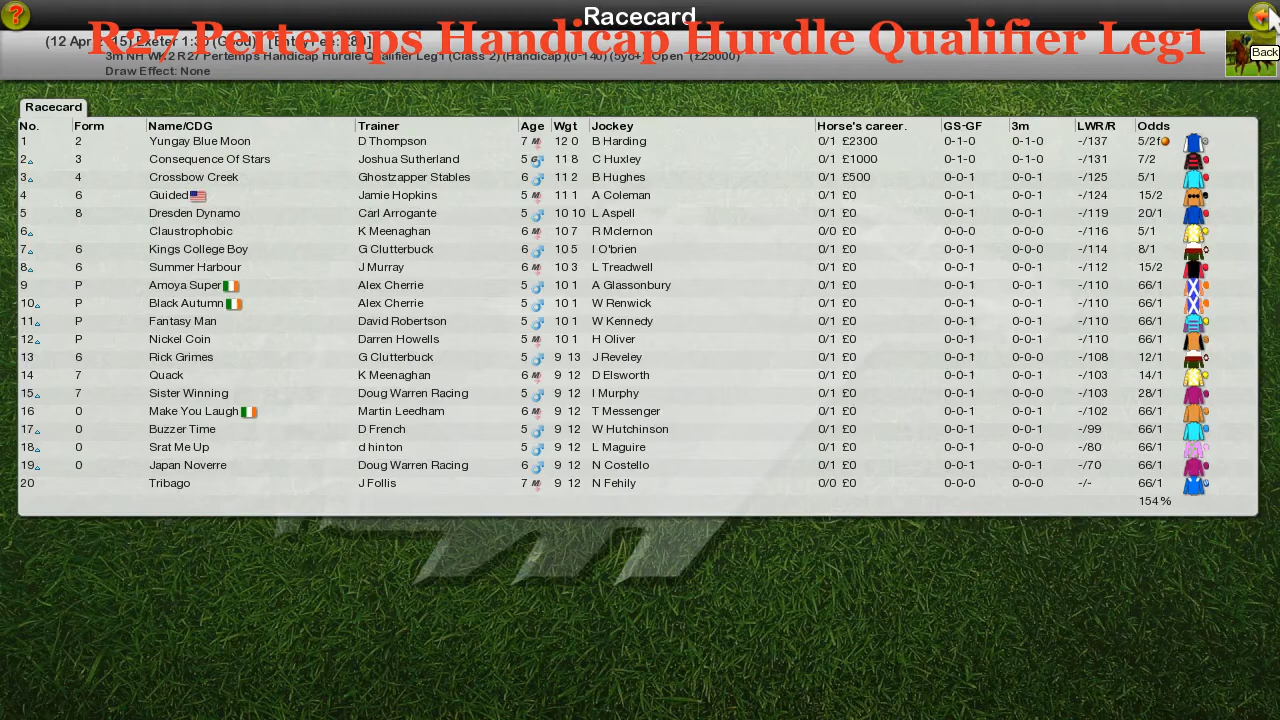 Racecard
R27 Pertemps Handicap Hurdle Qualifier Leg1
(12 Apr 15) Exeter 1:30 (Good) [Entry Fee: £80]
3m NH Wk2 R27 Pertemps Handicap Hurdle Qualifier Leg1 (Class 2) (Handicap)(0-140) (5yo+) Open (£25000)
Back
Draw Effect: None
Racecard
No. Form Name/CDG Trainer Age Wgt Jockey Horse's career. GS-GF 3m LWR/R Odds
1 2 Yungay Blue Moon D Thompson 7 M 12 0 B Harding 0/1 £2300 0-1-0 0-1-0 -/137 5/2f
2 3 Consequence Of Stars Joshua Sutherland 5 G 11 8 C Huxley 0/1 £1000 0-1-0 0-1-0 -/131 7/2
3 4 Crossbow Creek Ghostzapper Stables 6 11 2 B Hughes 0/1 £500 0-0-1 0-0-1 -/125 5/1
4 6 Guided Jamie Hopkins 5 M 11 1 A Coleman 0/1 £0 0-0-1 0-0-1 -/124 15/2
5 8 Dresden Dynamo Carl Arrogante 5 10 10 L Aspell 0/1 £0 0-0-1 0-0-1 -/119 20/1
6 Claustrophobic K Meenaghan 6 M 10 7 R Mclernon 0/0 £0 0-0-1 0-0-1 -/116 5/1
7 6 Kings College Boy G Clutterbuck 6 10 5 I O'brien 0/1 £0 0-0-1 0-0-1 -/114 8/1
8 6 Summer Harbour J Murray 6 M 10 3 L Treadwell 0/1 £0 0-0-1 0-0-1 -/112 15/2
9 P Amoya Super Alex Cherrie 5 10 1 A Glassonbury 0/1 £0 0-0-1 0-0-1 -/110 66/1
10 P Black Autumn Alex Cherrie 5 10 1 W Renwick 0/1 £0 0-0-1 0-0-1 -/110 66/1
11 P Fantasy Man David Robertson 5 10 1 W Kennedy 0/1 £0 0-0-1 0-0-1 -/110 66/1
12 P Nickel Coin Darren Howells 5 M 10 1 H Oliver 0/1 £0 0-0-1 0-0-1 -/110 66/1
13 6 Rick Grimes G Clutterbuck 5 9 13 J Reveley 0/1 £0 0-0-1 0-0-0 -/108 12/1
14 7 Quack K Meenaghan 6 M 9 12 D Elsworth 0/1 £0 0-0-1 0-0-0 -/103 14/1
15 7 Sister Winning Doug Warren Racing 5 9 12 I Murphy 0/1 £0 0-0-1 0-0-0 -/103 28/1
16 0 Make You Laugh Martin Leedham 6 M 9 12 T Messenger 0/1 £0 0-0-1 0-0-1 -/102 66/1
17 0 Buzzer Time D French 5 9 12 W Hutchinson 0/1 £0 0-0-1 0-0-1 -/99 66/1
18 0 Srat Me Up d hinton 5 9 12 L Maguire 0/1 £0 0-0-1 0-0-0 -/80 66/1
19 0 Japan Noverre Doug Warren Racing 6 9 12 N Costello 0/1 £0 0-0-1 0-0-1 -/70 66/1
20 Tribago J Follis 7 M 9 12 N Fehily 0/0 £0 0-0-0 0-0-0 -/- 66/1
154%